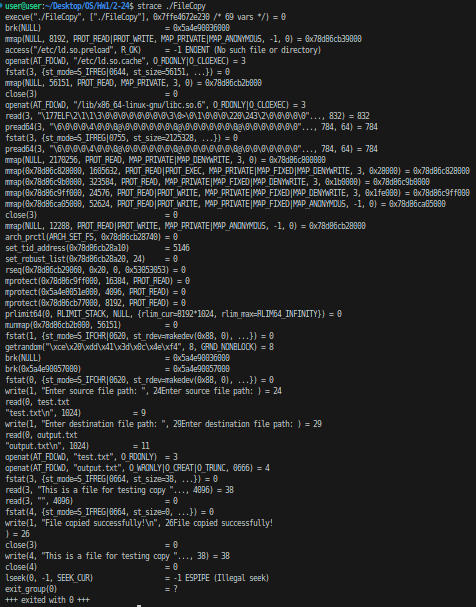 user@user:~/Desktop/OS/HW1/2-24$ strace ./FileCopy
execve("./FileCopy", ["./FileCopy"], 0x7ffe4672e230 /* 69 vars */) = 0
brk(NULL)                               = 0x5a4e90036000
mmap(NULL, 8192, PROT_READ|PROT_WRITE, MAP_PRIVATE|MAP_ANONYMOUS, -1, 0) = 0x78d86cb39000
access("/etc/ld.so.preload", R_OK)      = -1 ENOENT (No such file or directory)
openat(AT_FDCWD, "/etc/ld.so.cache", O_RDONLY|O_CLOEXEC) = 3
fstat(3, {st_mode=S_IFREG|0644, st_size=56151, ...}) = 0
mmap(NULL, 56151, PROT_READ, MAP_PRIVATE, 3, 0) = 0x78d86cb2b000
close(3)                                = 0
openat(AT_FDCWD, "/lib/x86_64-linux-gnu/libc.so.6", O_RDONLY|O_CLOEXEC) = 3
read(3, "\177ELF\2\1\1\3\0\0\0\0\0\0\0\0\3\0>\0\1\0\0\0\220\243\2\0\0\0\0\0"..., 832) = 832
pread64(3, "\6\0\0\0\4\0\0\0@\0\0\0\0\0\0\0@\0\0\0\0\0\0\0@\0\0\0\0\0\0\0"..., 784, 64) = 784
fstat(3, {st_mode=S_IFREG|0755, st_size=2125328, ...}) = 0
pread64(3, "\6\0\0\0\4\0\0\0@\0\0\0\0\0\0\0@\0\0\0\0\0\0\0@\0\0\0\0\0\0\0"..., 784, 64) = 784
mmap(NULL, 2170256, PROT_READ, MAP_PRIVATE|MAP_DENYWRITE, 3, 0) = 0x78d86c800000
mmap(0x78d86c828000, 1605632, PROT_READ|PROT_EXEC, MAP_PRIVATE|MAP_FIXED|MAP_DENYWRITE, 3, 0x28000) = 0x78d86c828000
mmap(0x78d86c9b0000, 323584, PROT_READ, MAP_PRIVATE|MAP_FIXED|MAP_DENYWRITE, 3, 0x1b0000) = 0x78d86c9b0000
mmap(0x78d86c9ff000, 24576, PROT_READ|PROT_WRITE, MAP_PRIVATE|MAP_FIXED|MAP_DENYWRITE, 3, 0x1fe000) = 0x78d86c9ff000
mmap(0x78d86ca05000, 52624, PROT_READ|PROT_WRITE, MAP_PRIVATE|MAP_FIXED|MAP_ANONYMOUS, -1, 0) = 0x78d86ca05000
close(3)                                = 0
mmap(NULL, 12288, PROT_READ|PROT_WRITE, MAP_PRIVATE|MAP_ANONYMOUS, -1, 0) = 0x78d86cb28000
arch_prctl(ARCH_SET_FS, 0x78d86cb28740) = 0
set_tid_address(0x78d86cb28a10)         = 5146
set_robust_list(0x78d86cb28a20, 24)     = 0
rseq(0x78d86cb29060, 0x20, 0, 0x53053053) = 0
mprotect(0x78d86c9ff000, 16384, PROT_READ) = 0
mprotect(0x5a4e8051e000, 4096, PROT_READ) = 0
mprotect(0x78d86cb77000, 8192, PROT_READ) = 0
prlimit64(0, RLIMIT_STACK, NULL, {rlim_cur=8192*1024, rlim_max=RLIM64_INFINITY}) = 0
munmap(0x78d86cb2b000, 56151)           = 0
fstat(1, {st_mode=S_IFCHR|0620, st_rdev=makedev(0x88, 0), ...}) = 0
getrandom("\xce\x20\xdd\x41\x3d\x8c\x4e\xf4", 8, GRND_NONBLOCK) = 8
brk(NULL)                               = 0x5a4e90036000
brk(0x5a4e90057000)                     = 0x5a4e90057000
fstat(0, {st_mode=S_IFCHR|0620, st_rdev=makedev(0x88, 0), ...}) = 0
write(1, "Enter source file path: ", 24Enter source file path: ) = 24
read(0, test.txt
"test.txt\n", 1024)             = 9
write(1, "Enter destination file path: ", 29Enter destination file path: ) = 29
read(0, output.txt
"output.txt\n", 1024)           = 11
openat(AT_FDCWD, "test.txt", O_RDONLY)  = 3
openat(AT_FDCWD, "output.txt", O_WRONLY|O_CREAT|O_TRUNC, 0666) = 4
fstat(3, {st_mode=S_IFREG|0664, st_size=38, ...}) = 0
read(3, "This is a file for testing copy "..., 4096) = 38
read(3, "", 4096)                       = 0
fstat(4, {st_mode=S_IFREG|0664, st_size=0, ...}) = 0
write(1, "File copied successfully!\n", 26File copied successfully!
) = 26
close(3)                                = 0
write(4, "This is a file for testing copy "..., 38) = 38
close(4)                                = 0
lseek(0, -1, SEEK_CUR)                  = -1 ESPIPE (Illegal seek)
exit_group(0)                           = ?
+++ exited with 0 +++